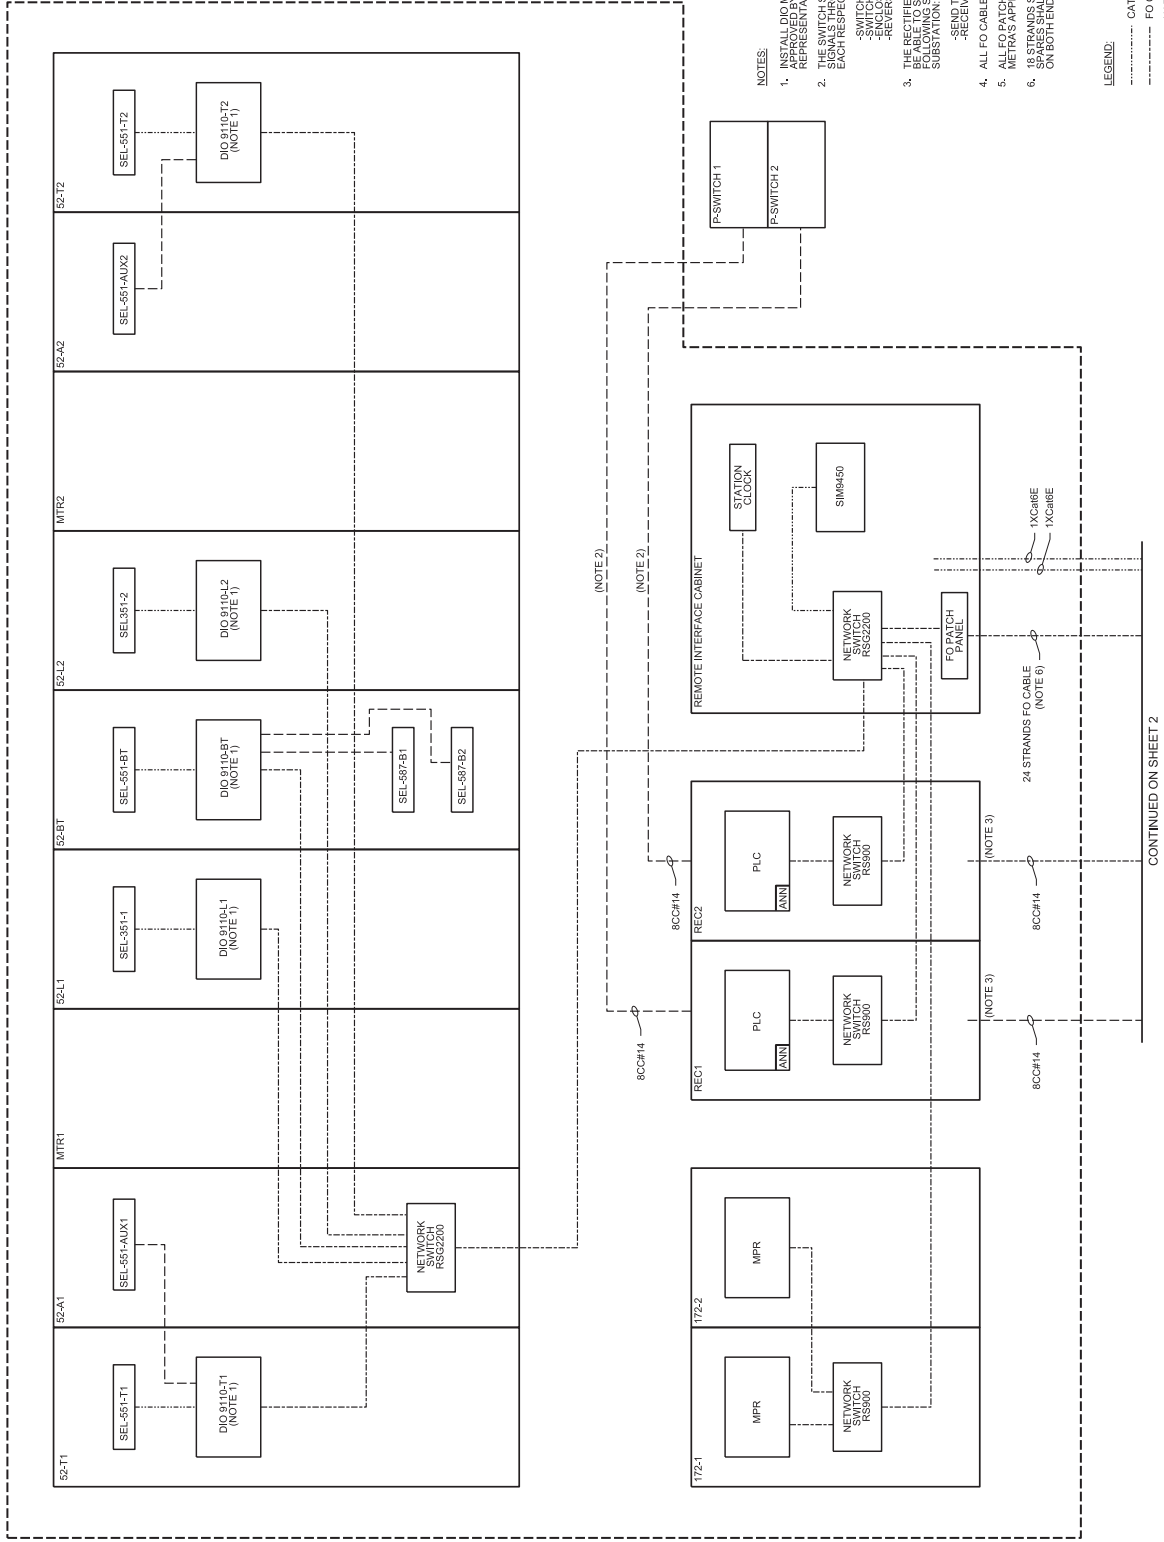 52-T1
SEL-551-T1
DIO 9110-T1
(NOTE 1)
52-A1
SEL-551-AUX1
NETWORK
SWITCH
RSG2200
MTR1
52-L1
SEL-351-1
DIO 9110-L1
(NOTE 1)
52-BT
SEL-551-BT
DIO 9110-BT
(NOTE 1)
SEL-587-B1
SEL-587-B2
52-L2
SEL351-2
DIO 9110-L2
(NOTE 1)
MTR2
52-A2
SEL-551-AUX2
52-T2
SEL-551-T2
DIO 9110-T2
(NOTE 1)
172-1
MPR
NETWORK
SWITCH
RS900
172-2
MPR
8CC#14
REC1
PLC
ANN
NETWORK
SWITCH
RS900
(NOTE 3)
8CC#14
8CC#14
REC2
PLC
ANN
NETWORK
SWITCH
RS900
(NOTE 3)
8CC#14
(NOTE 2)
(NOTE 2)
REMOTE INTERFACE CABINET
STATION
CLOCK
SIM9450
NETWORK
SWITCH
RSG2200
FO PATCH
PANEL
24 STRANDS FO CABLE
(NOTE 6)
1XCat6E
1XCat6E
P-SWITCH 1
P-SWITCH 2
CONTINUED ON SHEET 2
NOTES:
1. INSTALL DIO
APPROVED BY
2. THE SWITCH
SIGNALS
EACH
-SWITCH
-SWITCH
3. THE
BE ABLE TO
FOLLOWING
SUBSTATION:
-SEND
4. ALL FO CABLE
5. ALL FO PATCH
METRA'S
6. 18 STRANDS
SPARES
ON BOTH
LEGEND:
CAT
FO